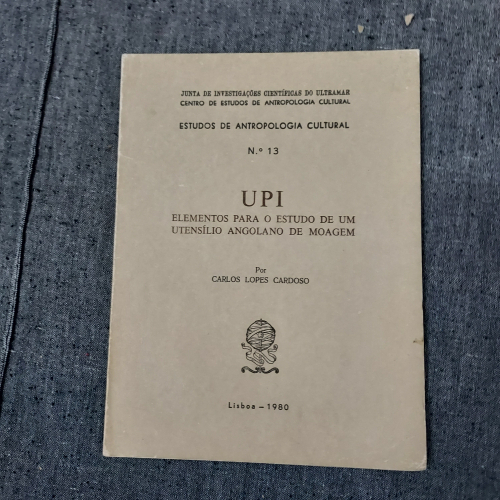 JUNTA DE INVESTIGAÇÕES CIENTÍFICAS DO ULTRAMAR
CENTRO DE ESTUDOS DE ANTROPOLOGIA CULTURAL
ESTUDOS DE ANTROPOLOGIA CULTURAL
N.º 13
UPI
ELEMENTOS PARA O ESTUDO DE UM
UTENSÍLIO ANGOLANO DE MOAGEM
Por
CARLOS LOPES CARDOSO
Lisboa — 1980